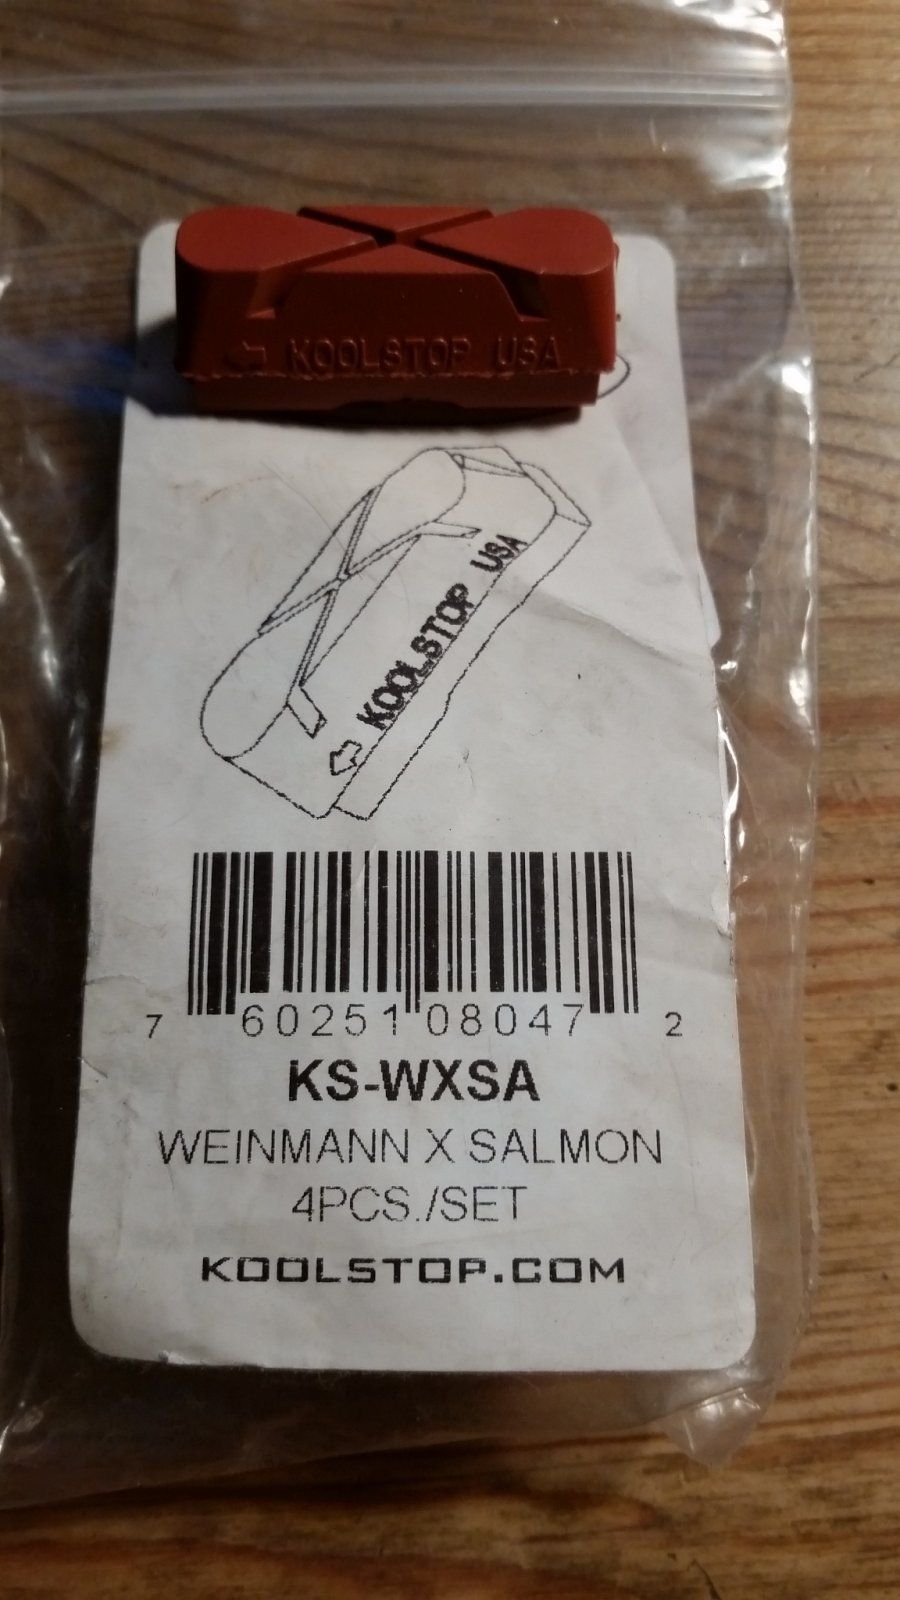 KOOLSTOP USA
KOOLSTOP USA
7 60251 08047 2
KS-WXSA
WEINMANN X SALMON
4PCS./SET
KOOLSTOP.COM